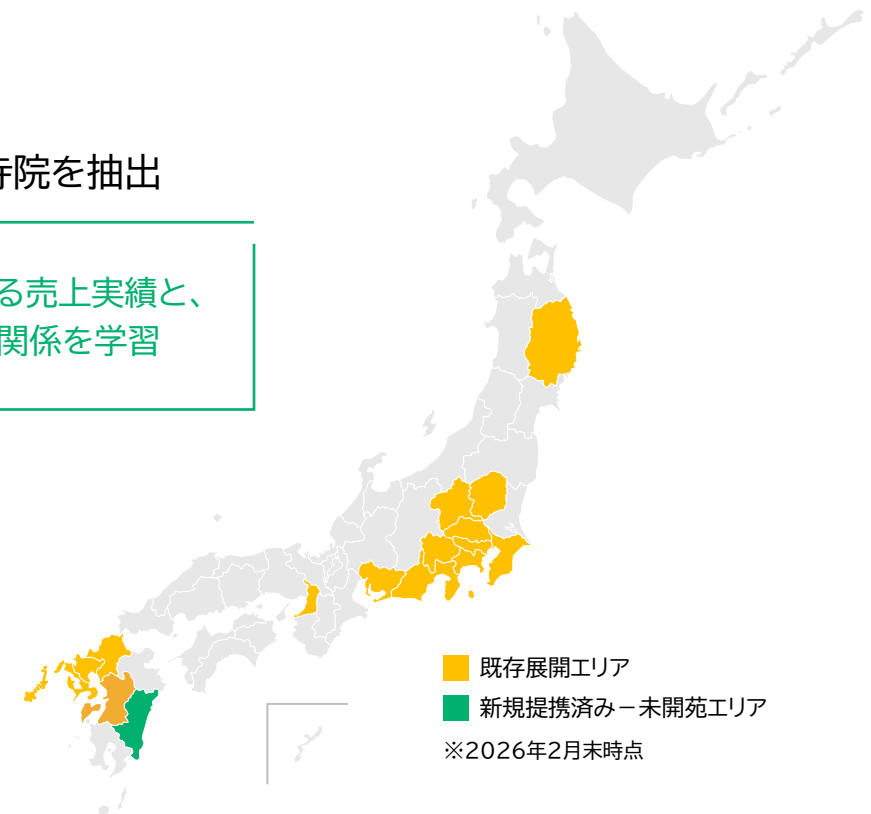 寺院を抽出
る売上実績と、
関係を学習
既存展開エリア
新規提携済み－未開苑エリア
※2026年2月末時点